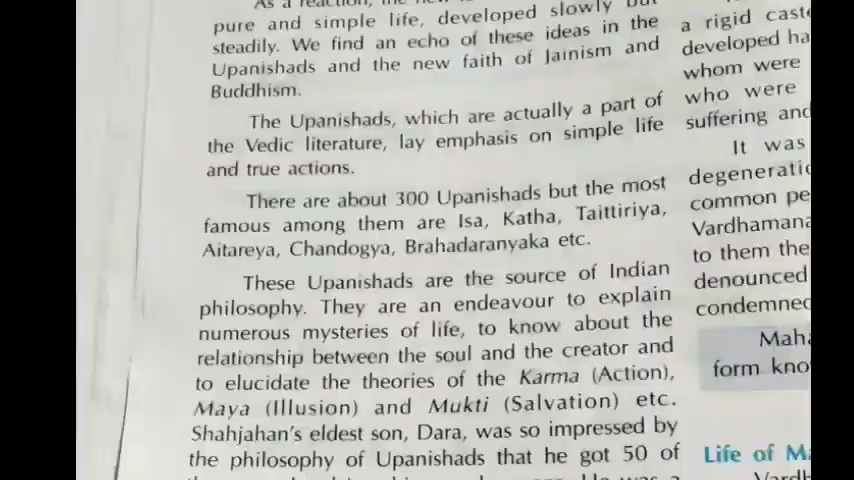 As a reaction, the new
pure and simple life, developed slowly but
steadily. We find an echo of these ideas in the
Upanishads and the new faith of Jainism and
Buddhism.
The Upanishads, which are actually a part of
the Vedic literature, lay emphasis on simple life
and true actions.
There are about 300 Upanishads but the most
famous among them are Isa, Katha, Taittiriya,
Aitareya, Chandogya, Brahadaranyaka etc.
These Upanishads are the source of Indian
philosophy. They are an endeavour to explain
numerous mysteries of life, to know about the
relationship between the soul and the creator and
to elucidate the theories of the Karma (Action),
Maya (Illusion) and Mukti (Salvation) etc.
Shahjahan's eldest son, Dara, was so impressed by
the philosophy of Upanishads that he got 50 of
a rigid
developed
whom were
who were
suffering and
It was
common
to them the
denounced
form
Life of